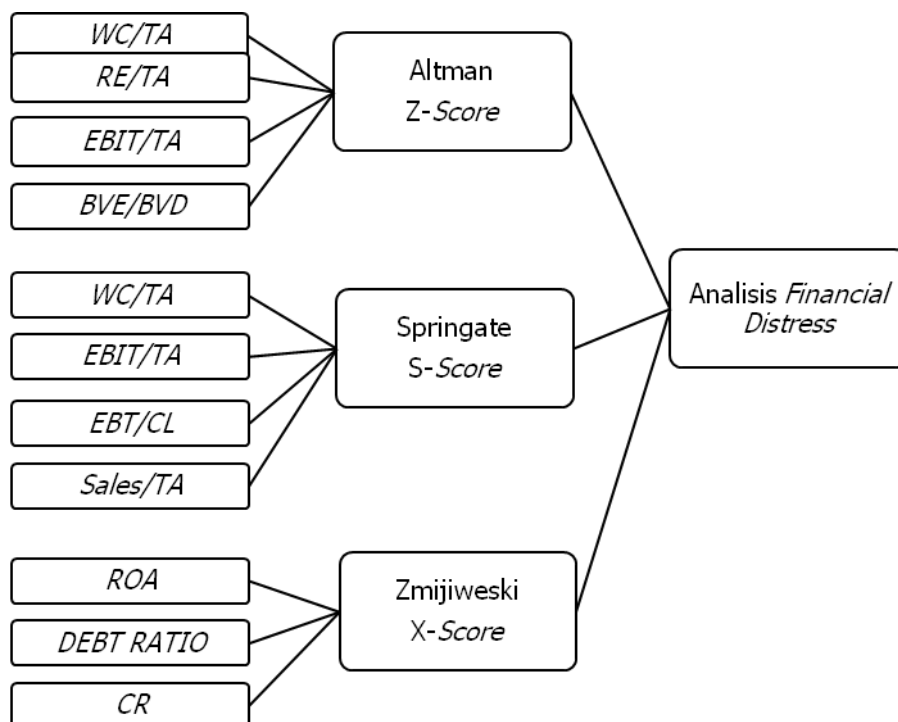 WC/TA
RE/TA
EBIT/TA
BVE/BVD
Altman
Z-Score
WC/TA
EBIT/TA
EBT/CL
Sales/TA
Springate
S-Score
ROA
DEBT RATIO
CR
Zmijiweski
X-Score
Analisis Financial
Distress